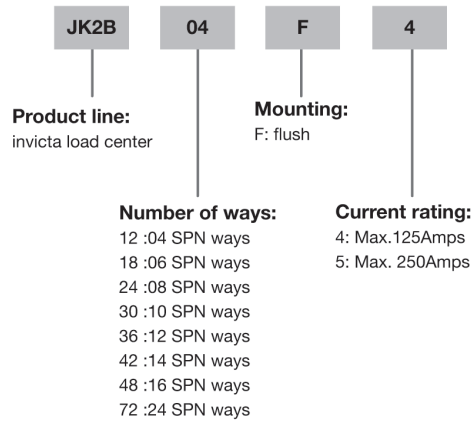 JK2B 04 F 4
Product line:
invicta load center
Mounting:
F: flush
Number of ways:
12 :04 SPN ways
18 :06 SPN ways
24 :08 SPN ways
30 :10 SPN ways
36 :12 SPN ways
42 :14 SPN ways
48 :16 SPN ways
72 :24 SPN ways
Current rating:
4: Max.125Amps
5: Max. 250Amps